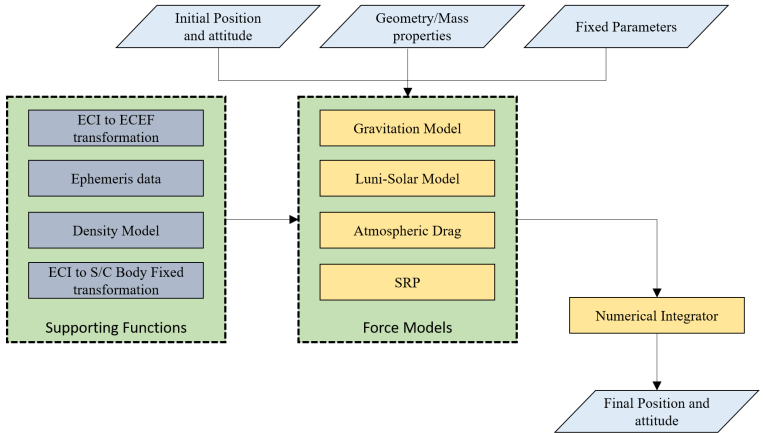 Initial Position
and attitude
Geometry/Mass
properties
Fixed Parameters
ECI to ECEF
transformation
Ephemeris data
Density Model
ECI to S/C Body Fixed
transformation
Supporting Functions
Gravitation Model
Luni-Solar Model
Atmospheric Drag
SRP
Force Models
Numerical Integrator
Final Position and
attitude